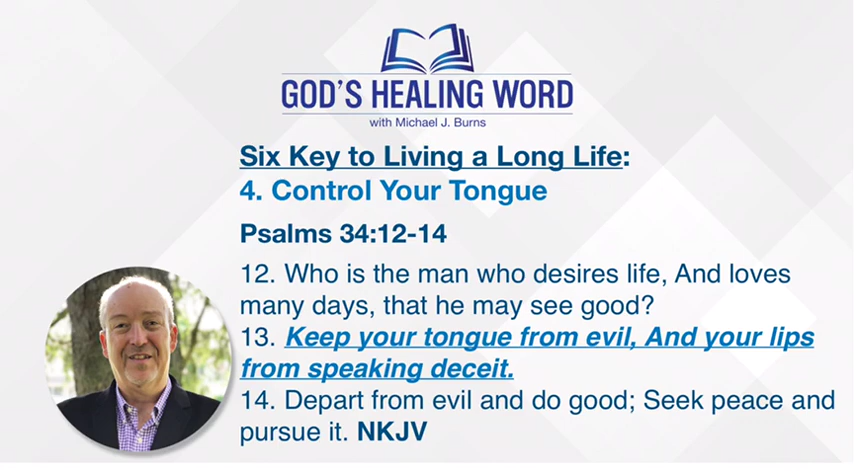 GOD'S HEALING WORD
with Michael J. Burns
Six Key to Living a Long Life:
4. Control Your Tongue
Psalms 34:12-14
12. Who is the man who desires life, And loves
many days, that he may see good?
13. Keep your tongue from evil, And your lips
from speaking deceit.
14. Depart from evil and do good; Seek peace and
pursue it. NKJV